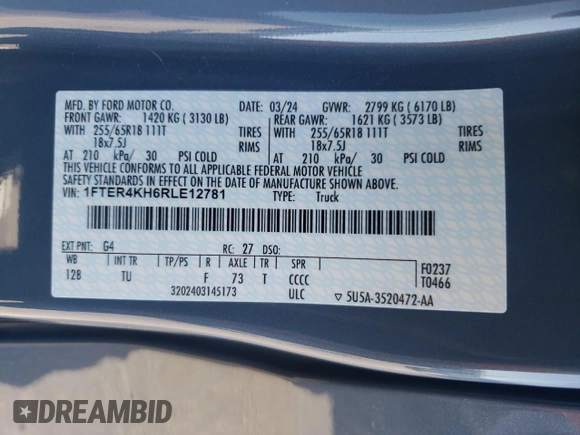 MFD. BY FORD MOTOR CO. DATE: 03/24 GVWR: 2799 KG ( 6170 LB)
FRONT GAWR: 1420 KG ( 3130 LB) REAR GAWR: 1621 KG ( 3573 LB)
WITH 255/65R18 111T TIRES WITH 255/65R18 111T TIRES
18x7.5J RIMS 18x7.5J RIMS
AT 210 kPa/ 30 PSI COLD AT 210 kPa/ 30 PSI COLD
THIS VEHICLE CONFORMS TO ALL APPLICABLE FEDERAL MOTOR VEHICLE
SAFETY STANDARDS IN EFFECT ON THE DATE OF MANUFACTURE SHOWN ABOVE.
VIN: 1FTER4KH6RLE12781 TYPE: Truck
EXT PNT: G4 RC: 27 DSO:
WB INT TR TP/PS R AXLE TR SPR
128 TU F 73 T CCCC
3202403145173 ULC
F0237
T0466
▽ 5U5A-3520472-AA
DREAMBID